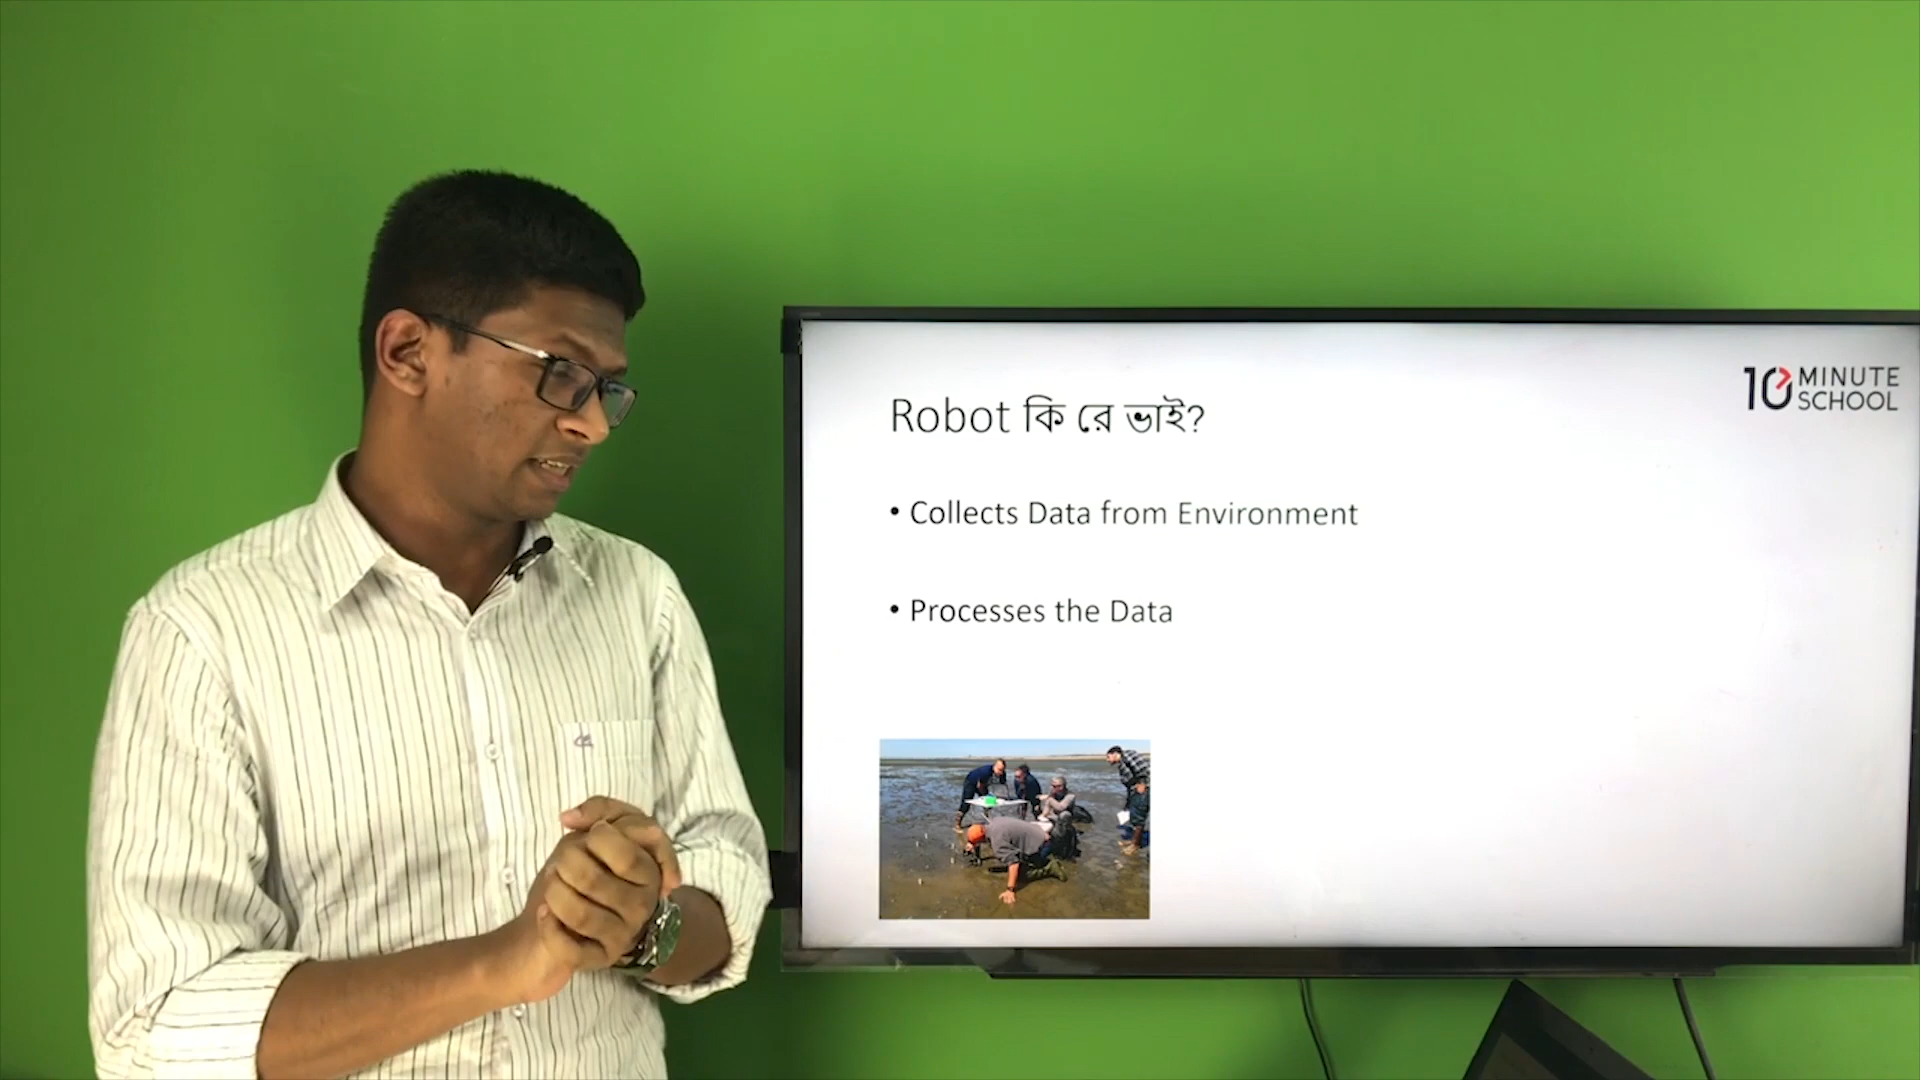 Robot কি রে ভাই?
10 MINUTE SCHOOL
• Collects Data from Environment
• Processes the Data